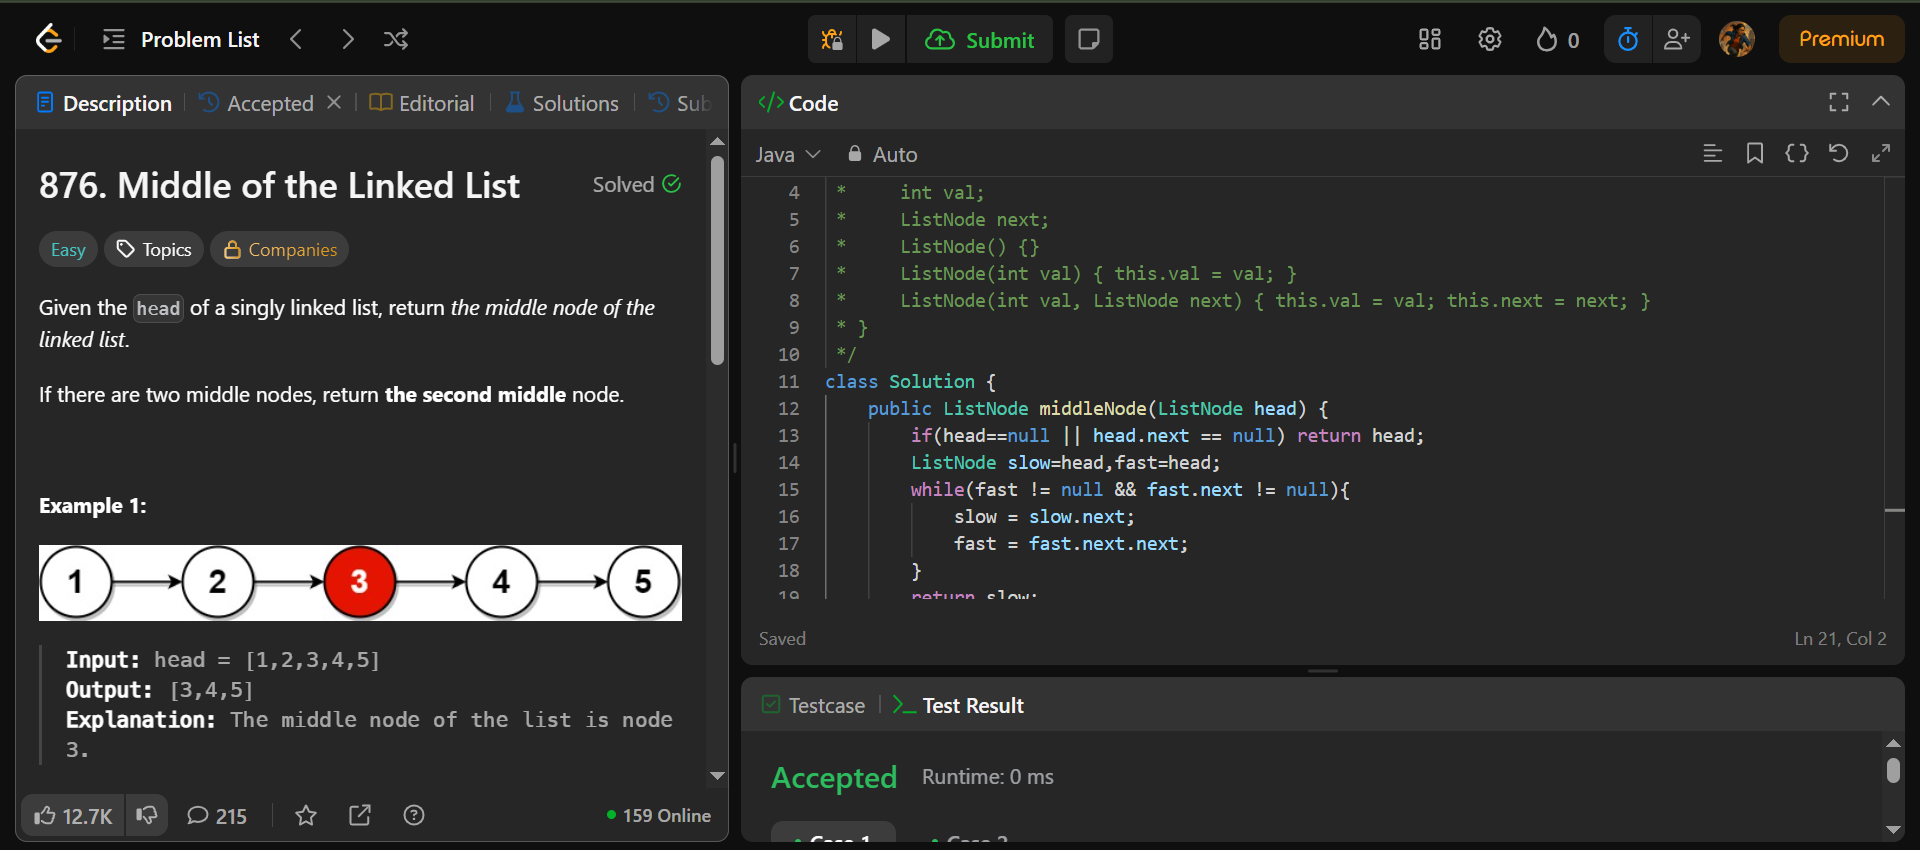 Problem List
Submit
0
Premium
Description
Accepted
Editorial
Solutions
Sub
876. Middle of the Linked List
Solved
Easy
Topics
Companies
Given the head of a singly linked list, return the middle node of the
linked list.
If there are two middle nodes, return the second middle node.
Example 1:
1 2 3 4 5
Input: head = [1,2,3,4,5]
Output: [3,4,5]
Explanation: The middle node of the list is node
3.
12.7K
215
159 Online
</> Code
Java
Auto
4 *     int val;
5 *     ListNode next;
6 *     ListNode() {}
7 *     ListNode(int val) { this.val = val; }
8 *     ListNode(int val, ListNode next) { this.val = val; this.next = next; }
9 * }
10 */
11 class Solution {
12     public ListNode middleNode(ListNode head) {
13         if(head==null || head.next == null) return head;
14         ListNode slow=head,fast=head;
15         while(fast != null && fast.next != null){
16             slow = slow.next;
17             fast = fast.next.next;
18         }
19         return slow;
Saved
Ln 21, Col 2
Testcase
Test Result
Accepted
Runtime: 0 ms
Case 1
Case 2